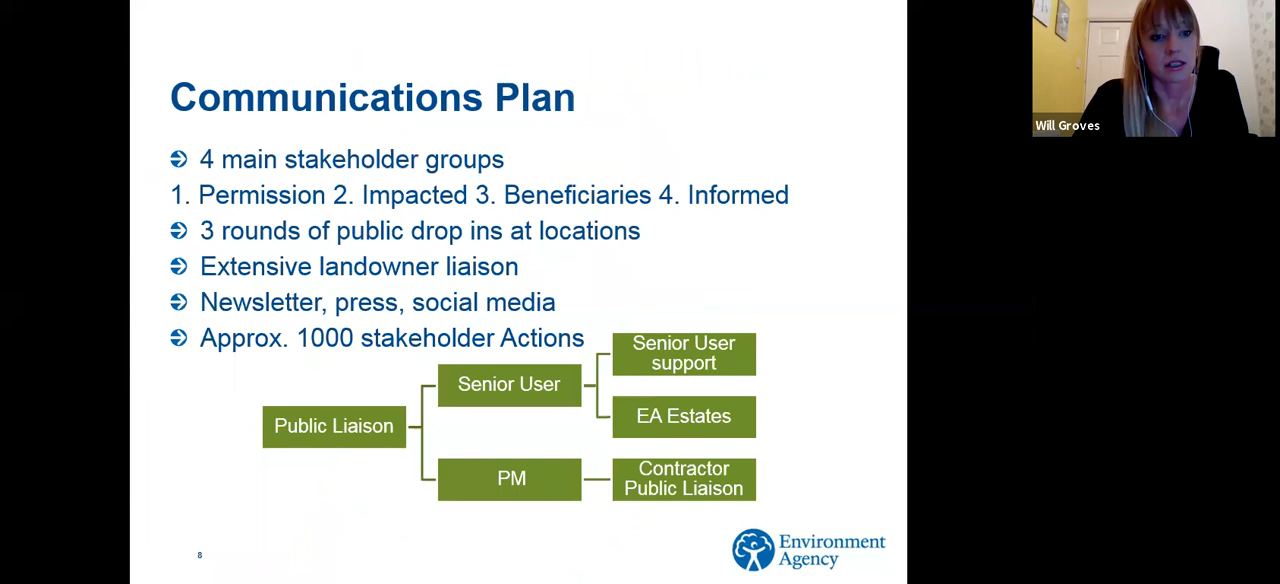 Communications Plan
4 main stakeholder groups
1. Permission 2. Impacted 3. Beneficiaries 4. Informed
3 rounds of public drop ins at locations
Extensive landowner liaison
Newsletter, press, social media
Approx. 1000 stakeholder Actions
Public Liaison
Senior User
Senior User
support
EA Estates
PM
Contractor
Public Liaison
8
Environment
Agency
Will Groves